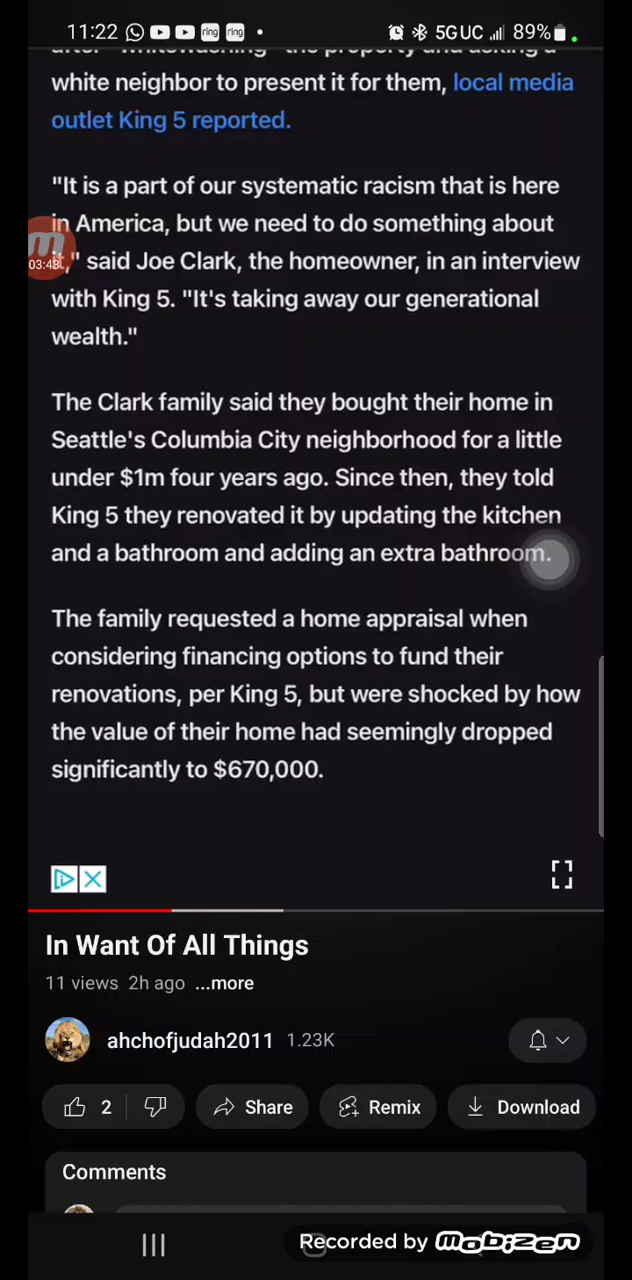 11:22 ring ring 5GUC 89%
white neighbor to present it for them, local media
outlet King 5 reported.
"It is a part of our systematic racism that is here
in America, but we need to do something about
it," said Joe Clark, the homeowner, in an interview
with King 5. "It's taking away our generational
wealth."
03:48
The Clark family said they bought their home in
Seattle's Columbia City neighborhood for a little
under $1m four years ago. Since then, they told
King 5 they renovated it by updating the kitchen
and a bathroom and adding an extra bathroom.
The family requested a home appraisal when
considering financing options to fund their
renovations, per King 5, but were shocked by how
the value of their home had seemingly dropped
significantly to $670,000.
In Want Of All Things
11 views 2h ago ...more
ahchofjudah2011 1.23K
2 Share Remix Download
Comments
Recorded by mobizen